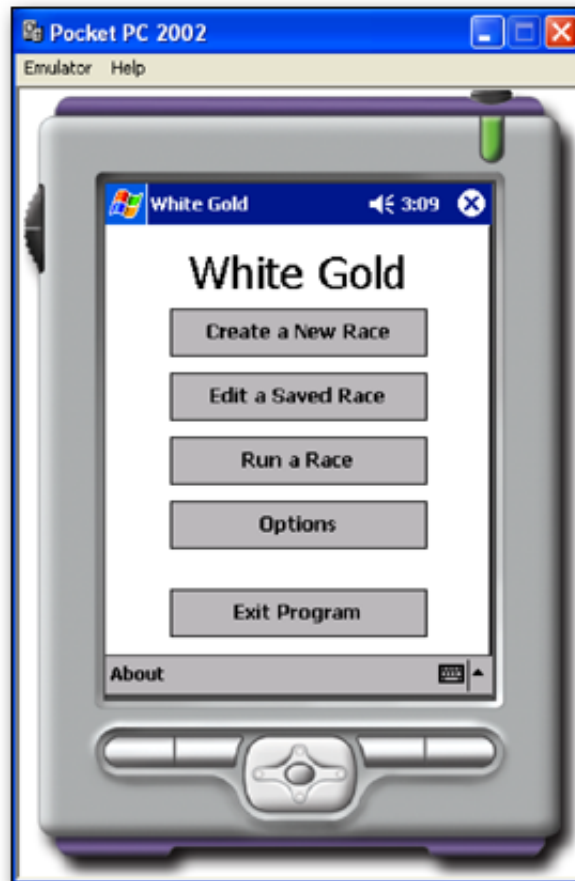 Pocket PC 2002
Emulator Help
White Gold 3:09
White Gold
Create a New Race
Edit a Saved Race
Run a Race
Options
Exit Program
About